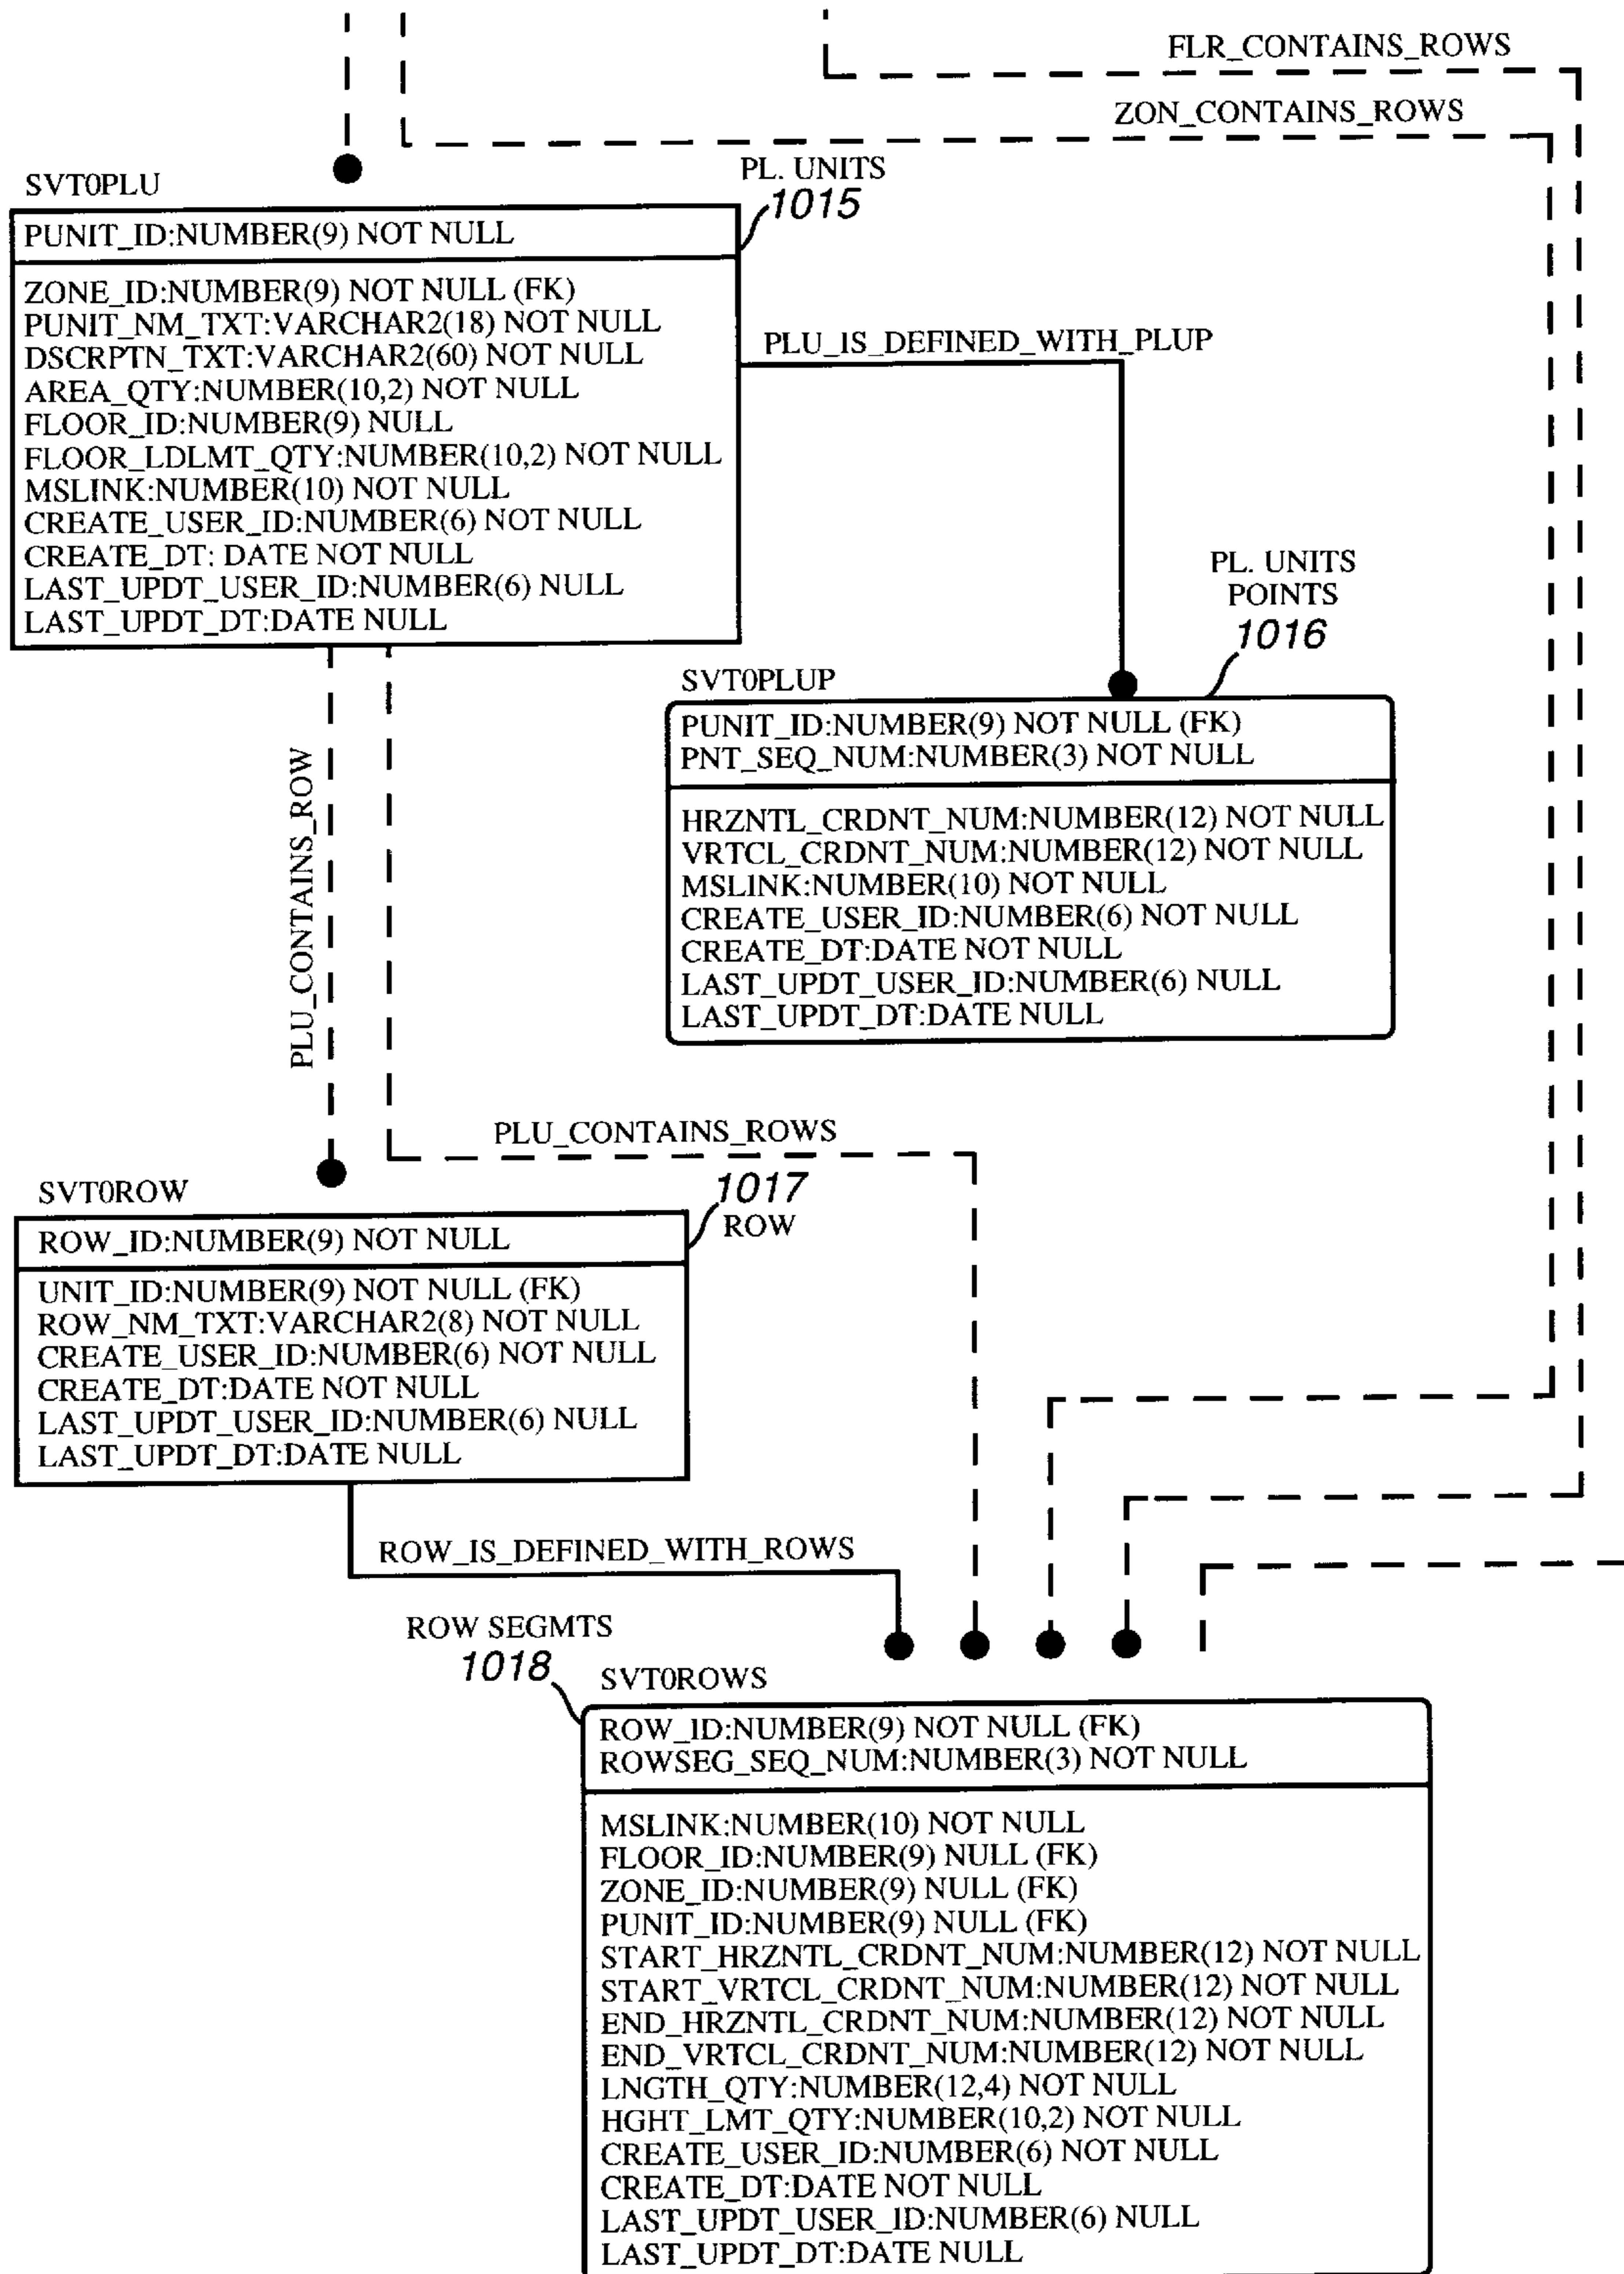 FLR_CONTAINS_ROWS
ZON_CONTAINS_ROWS
SVT0PLU
PL. UNITS
1015
PUNIT_ID:NUMBER(9) NOT NULL
ZONE_ID:NUMBER(9) NOT NULL (FK)
PUNIT_NM_TXT:VARCHAR2(18) NOT NULL
DSCRPTN_TXT:VARCHAR2(60) NOT NULL
AREA_QTY:NUMBER(10,2) NOT NULL
FLOOR_ID:NUMBER(9) NULL
FLOOR_LDLMT_QTY:NUMBER(10,2) NOT NULL
MSLINK:NUMBER(10) NOT NULL
CREATE_USER_ID:NUMBER(6) NOT NULL
CREATE_DT: DATE NOT NULL
LAST_UPDT_USER_ID:NUMBER(6) NULL
LAST_UPDT_DT:DATE NULL
PLU_IS_DEFINED_WITH_PLUP
PL. UNITS
POINTS
1016
SVT0PLUP
PUNIT_ID:NUMBER(9) NOT NULL (FK)
PNT_SEQ_NUM:NUMBER(3) NOT NULL
HRZNTL_CRDNT_NUM:NUMBER(12) NOT NULL
VRTCL_CRDNT_NUM:NUMBER(12) NOT NULL
MSLINK:NUMBER(10) NOT NULL
CREATE_USER_ID:NUMBER(6) NOT NULL
CREATE_DT:DATE NOT NULL
LAST_UPDT_USER_ID:NUMBER(6) NULL
LAST_UPDT_DT:DATE NULL
PLU_CONTAINS_ROW
PLU_CONTAINS_ROWS
SVT0ROW
1017
ROW
ROW_ID:NUMBER(9) NOT NULL
UNIT_ID:NUMBER(9) NOT NULL (FK)
ROW_NM_TXT:VARCHAR2(8) NOT NULL
CREATE_USER_ID:NUMBER(6) NOT NULL
CREATE_DT:DATE NOT NULL
LAST_UPDT_USER_ID:NUMBER(6) NULL
LAST_UPDT_DT:DATE NULL
ROW_IS_DEFINED_WITH_ROWS
ROW SEGMTS
1018
SVT0ROWS
ROW_ID:NUMBER(9) NOT NULL (FK)
ROWSEG_SEQ_NUM:NUMBER(3) NOT NULL
MSLINK:NUMBER(10) NOT NULL
FLOOR_ID:NUMBER(9) NULL (FK)
ZONE_ID:NUMBER(9) NULL (FK)
PUNIT_ID:NUMBER(9) NULL (FK)
START_HRZNTL_CRDNT_NUM:NUMBER(12) NOT NULL
START_VRTCL_CRDNT_NUM:NUMBER(12) NOT NULL
END_HRZNTL_CRDNT_NUM:NUMBER(12) NOT NULL
END_VRTCL_CRDNT_NUM:NUMBER(12) NOT NULL
LNGTH_QTY:NUMBER(12,4) NOT NULL
HGHT_LMT_QTY:NUMBER(10,2) NOT NULL
CREATE_USER_ID:NUMBER(6) NOT NULL
CREATE_DT:DATE NOT NULL
LAST_UPDT_USER_ID:NUMBER(6) NULL
LAST_UPDT_DT:DATE NULL